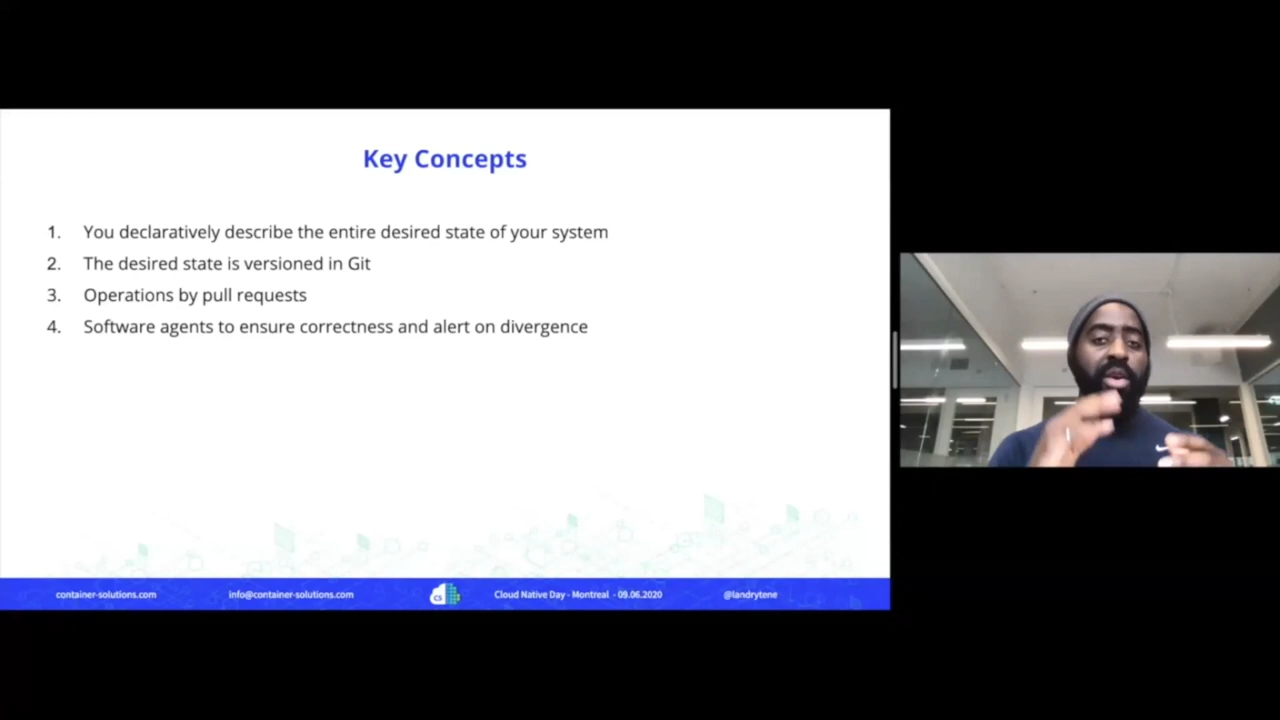 Key Concepts
1. You declaratively describe the entire desired state of your system
2. The desired state is versioned in Git
3. Operations by pull requests
4. Software agents to ensure correctness and alert on divergence
container-solutions.com info@container-solutions.com CS Cloud Native Day - Montreal - 09.06.2020 @landrytene